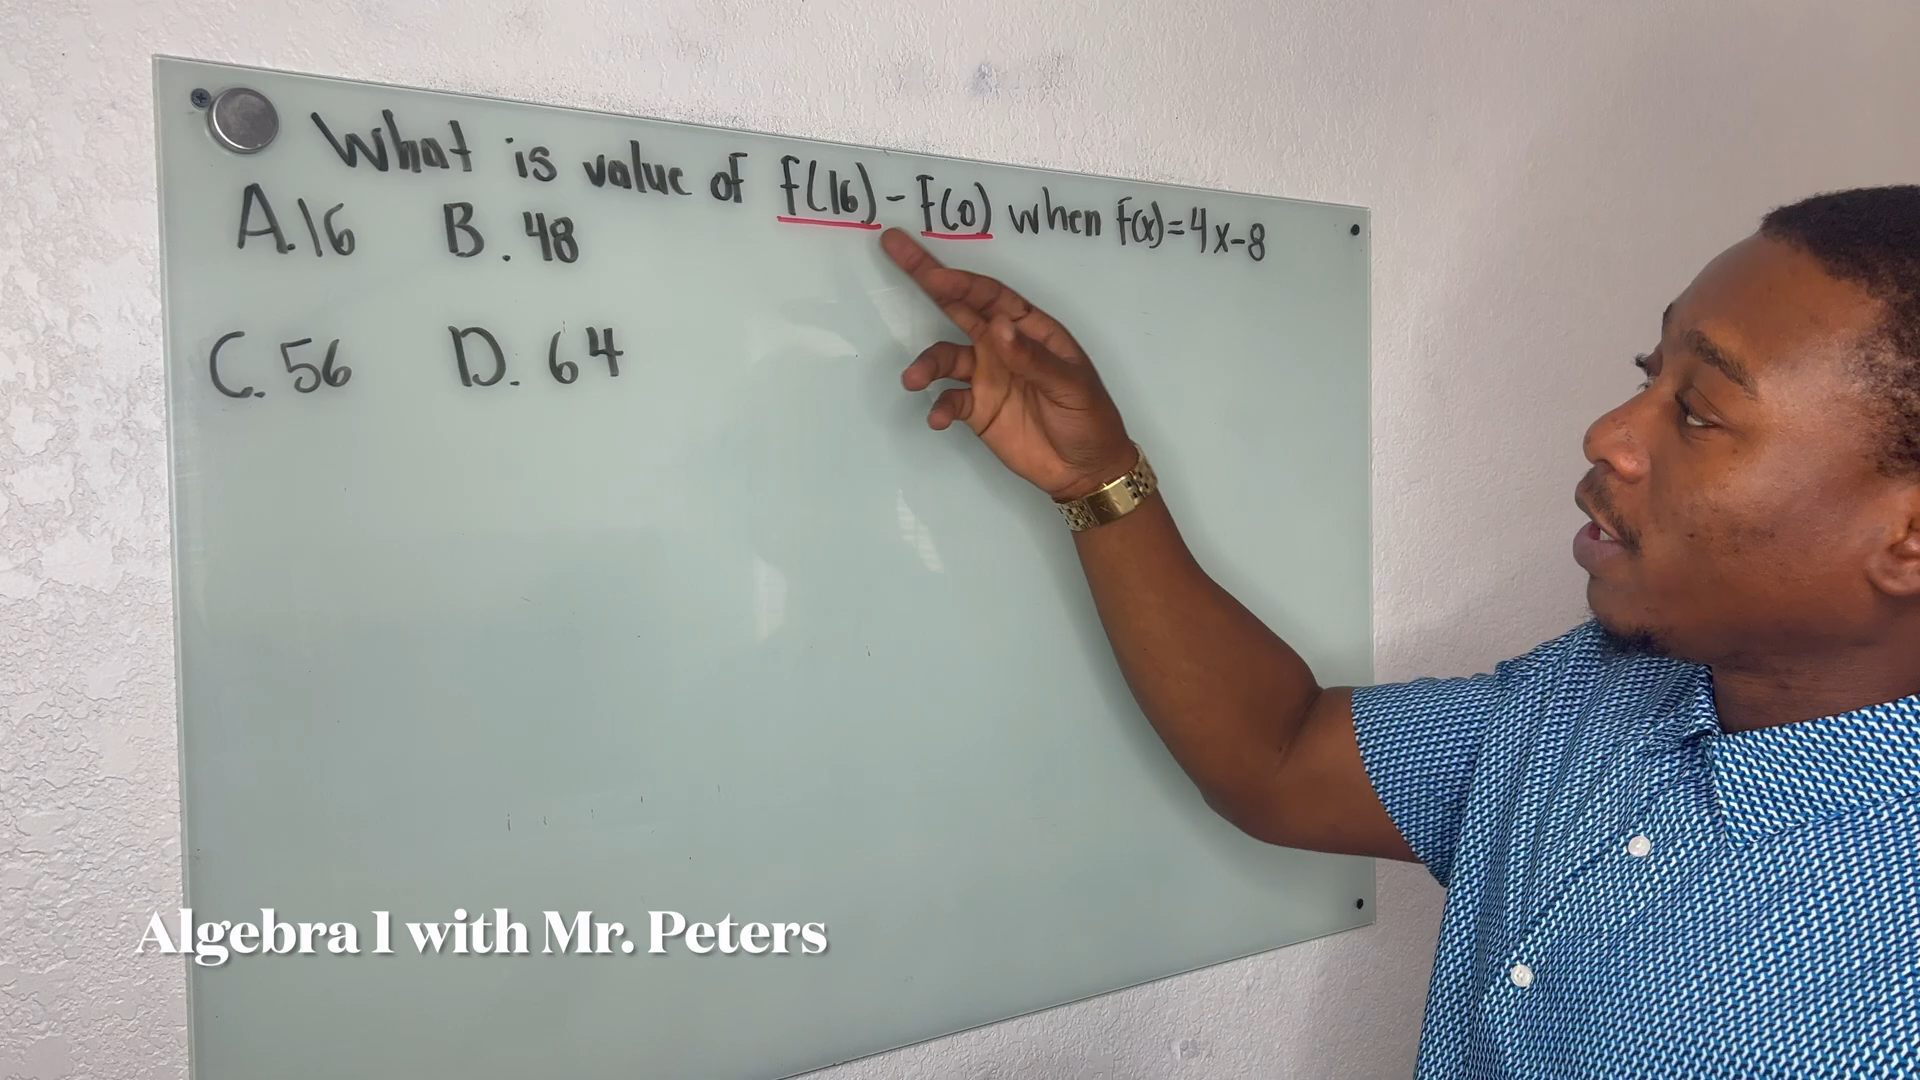 What is value of f(16) - f(0) when f(x)=4x-8
A. 16 B. 48
C. 56 D. 64
Algebra 1 with Mr. Peters